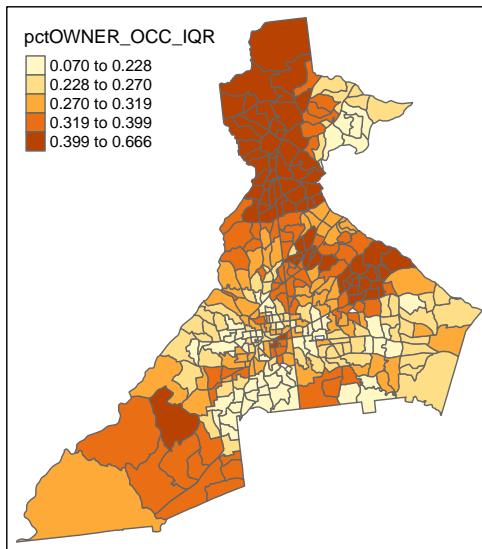 pctOWNER_OCC_IQR
0.070 to 0.228
0.228 to 0.270
0.270 to 0.319
0.319 to 0.399
0.399 to 0.666